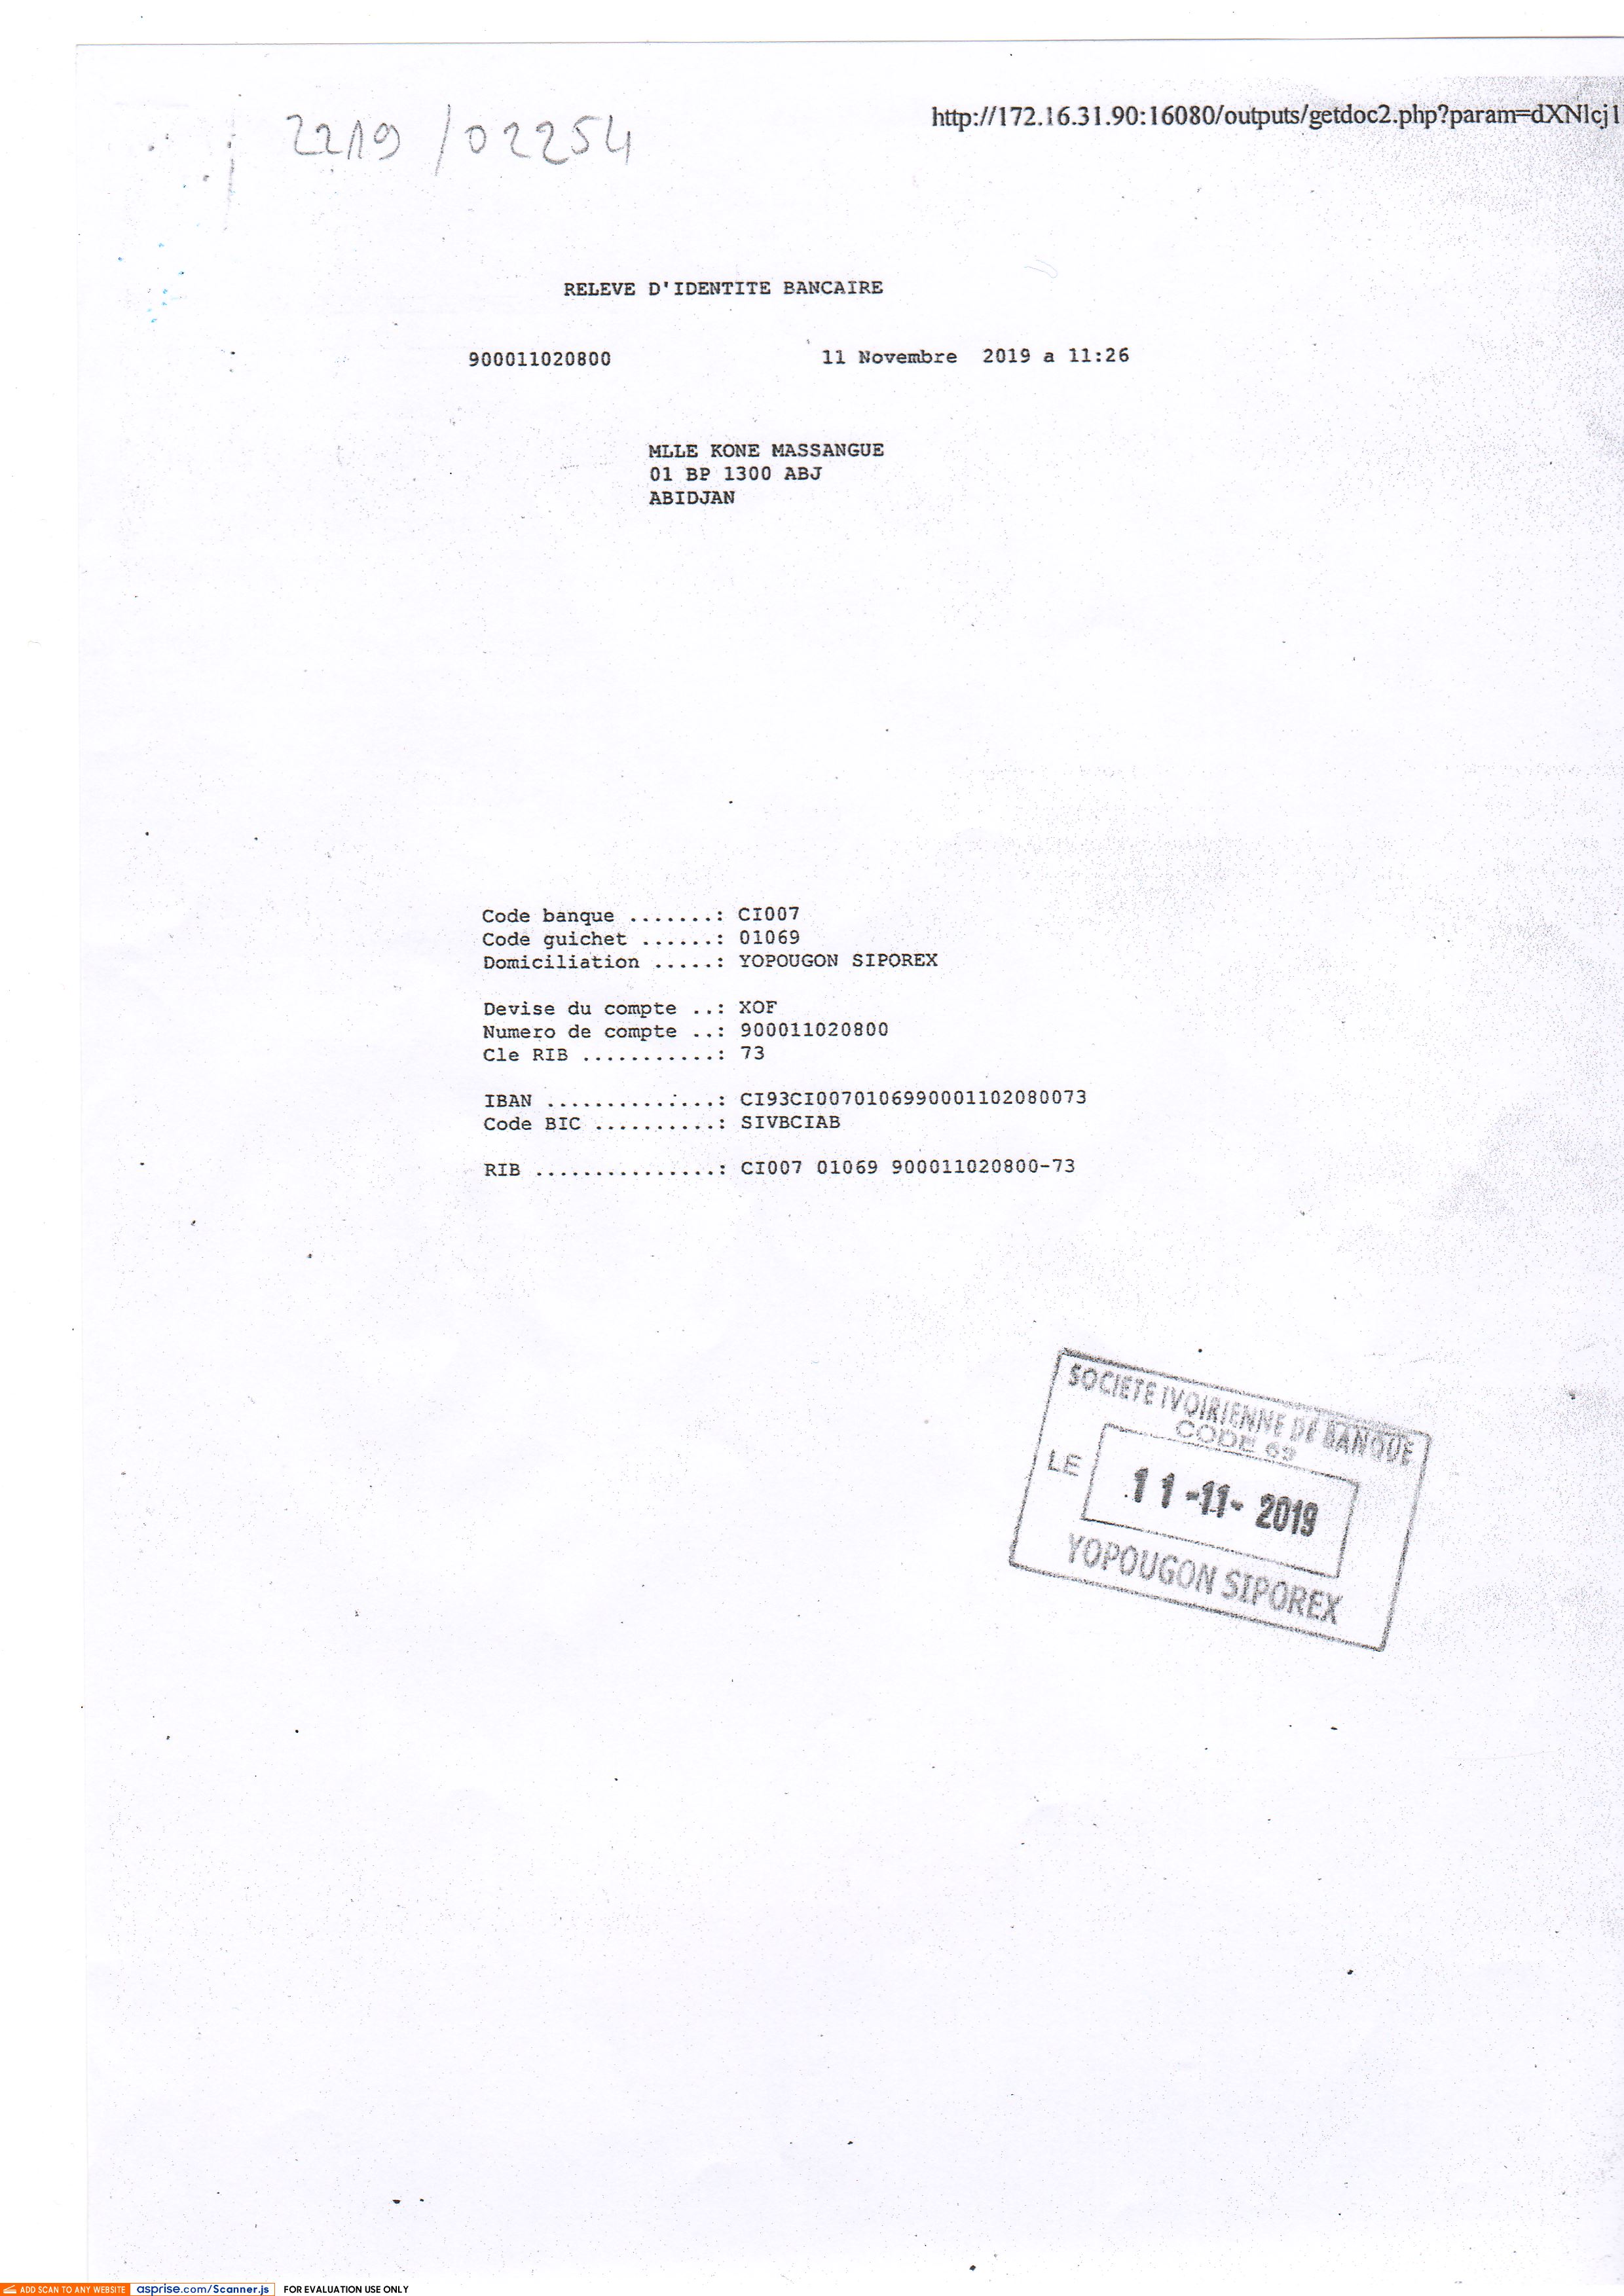 http://172.16.31.90:16080/outputs/getdoc2.php?param=dXNlcj1
2219 / 02254
RELEVE D'IDENTITE BANCAIRE
900011020800 11 Novembre 2019 a 11:26
MLLE KONE MASSANGUE
01 BP 1300 ABJ
ABIDJAN
Code banque .......: CI007
Code guichet ......: 01069
Domiciliation .....: YOPOUGON SIPOREX
Devise du compte ..: XOF
Numero de compte ..: 900011020800
Cle RIB ...........: 73
IBAN ..............: CI93CI0070106990001102080073
Code BIC ..........: SIVBCIAB
RIB ...............: CI007 01069 900011020800-73
SOCIETE IVOIRIENNE DE BANQUE
CODE 69
LE 11-11-2019
YOPOUGON SIPOREX
ADD SCAN TO ANY WEBSITE asprise.com/Scanner.js FOR EVALUATION USE ONLY